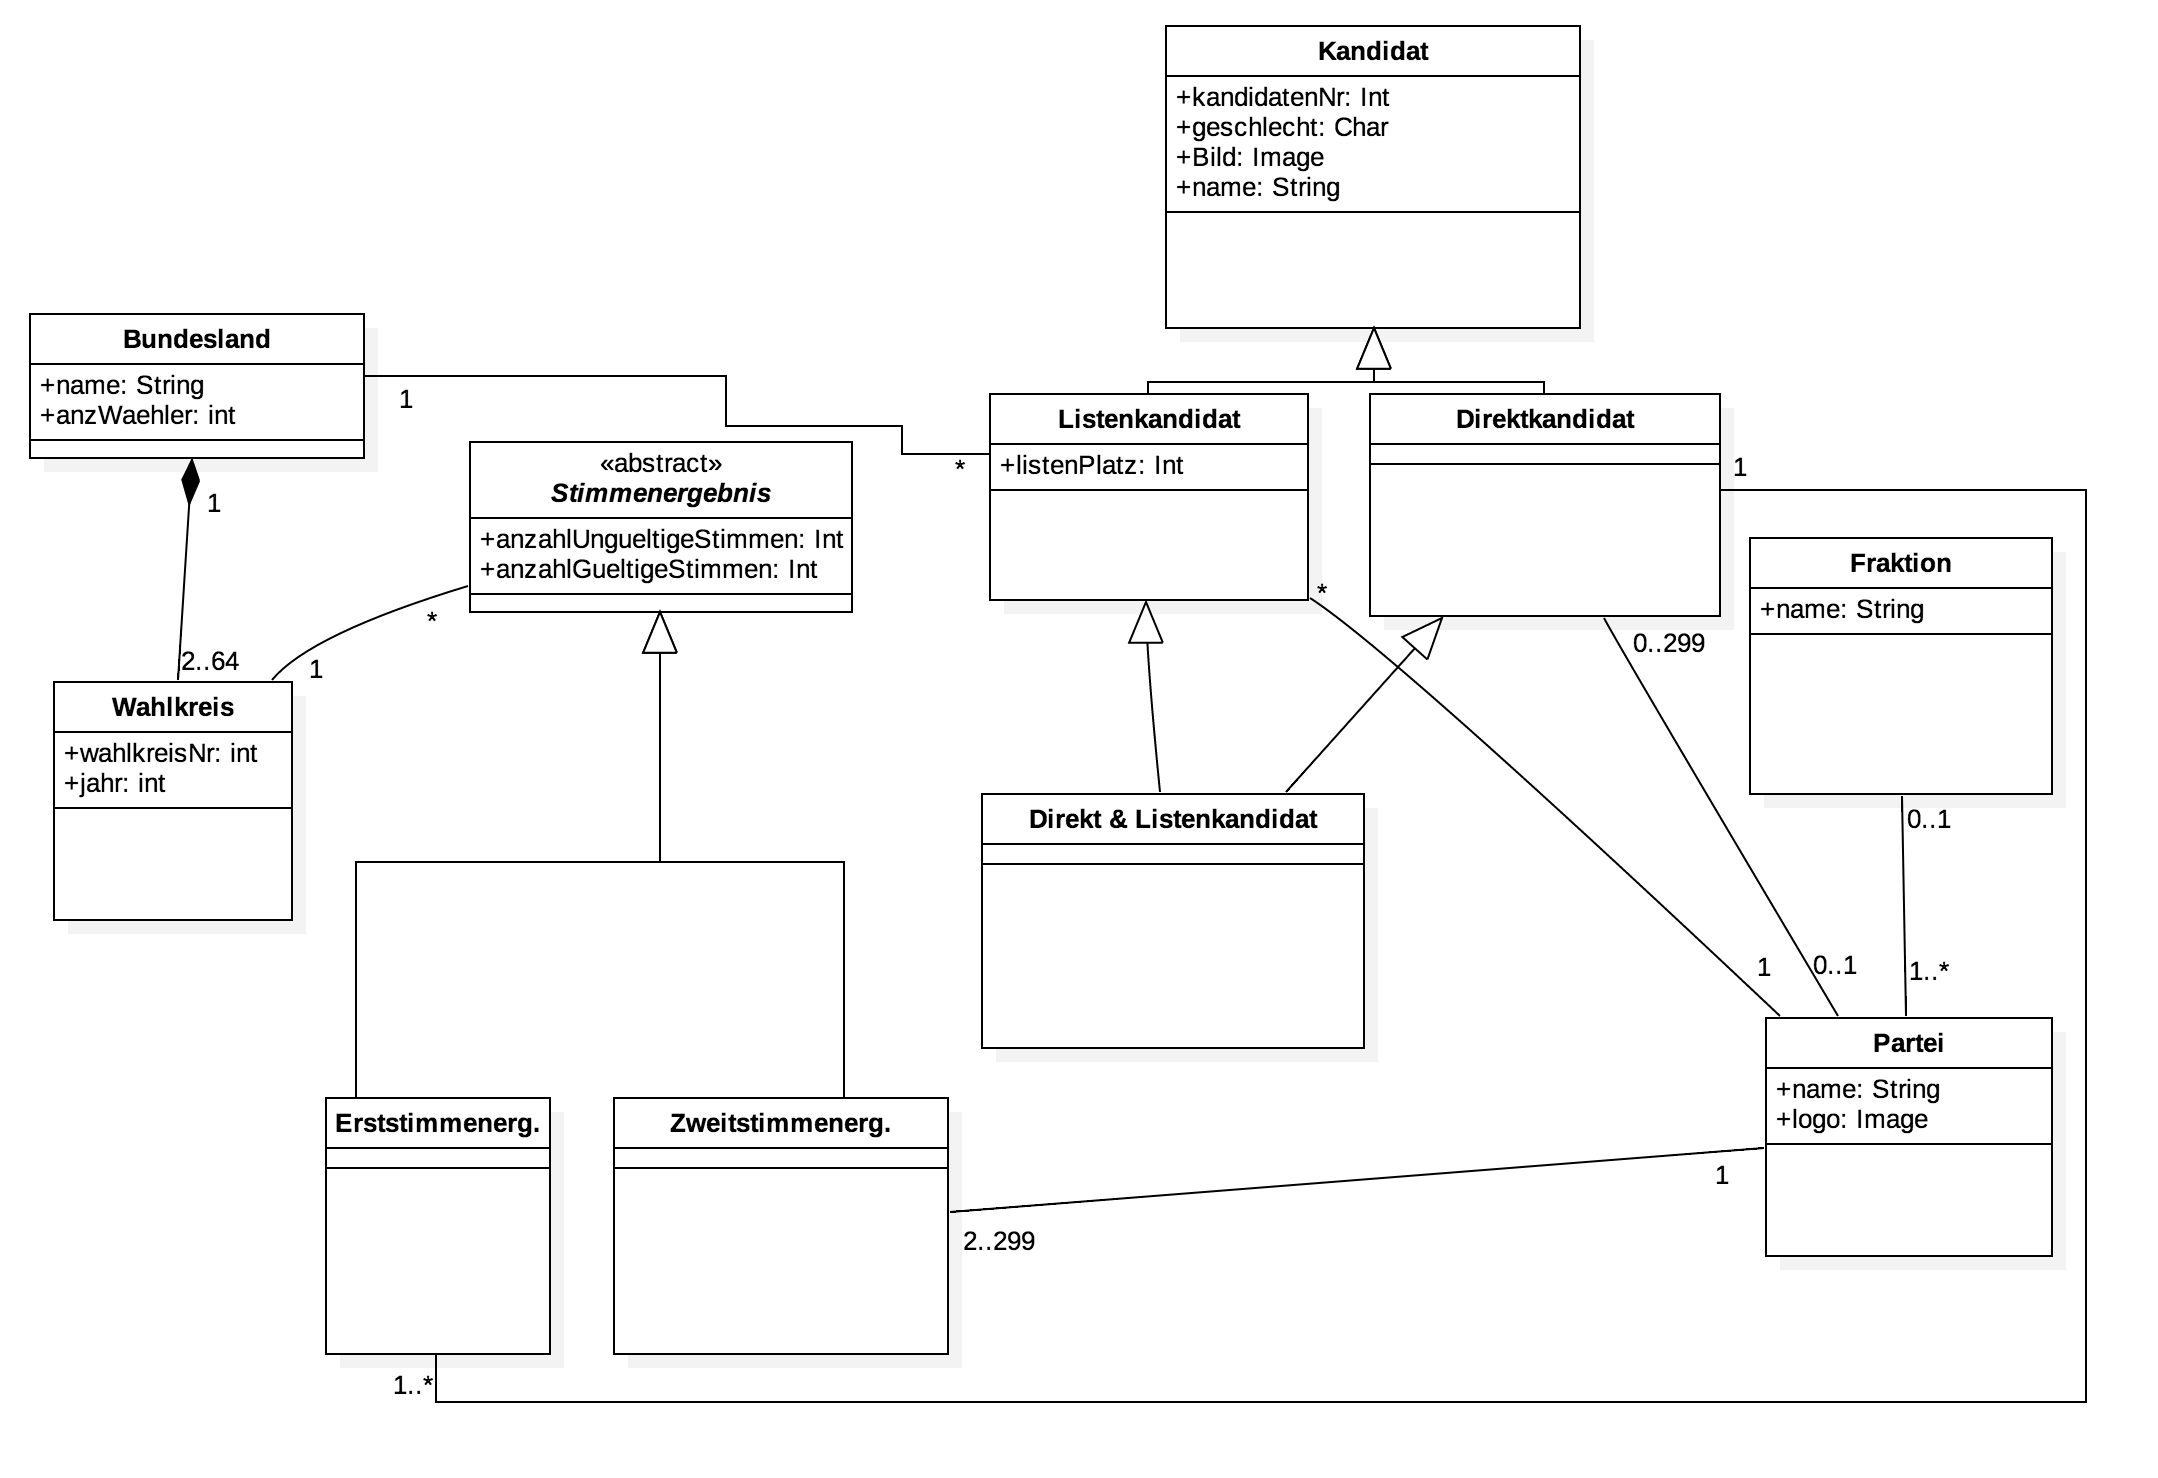 Kandidat
+kandidatenNr: Int
+geschlecht: Char
+Bild: Image
+name: String
Bundesland
+name: String
+anzWaehler: int
1
*
1
«abstract»
Stimmenergebnis
+anzahlUngueltigeStimmen: Int
+anzahlGueltigeStimmen: Int
*
1
2..64
Wahlkreis
+wahlkreisNr: int
+jahr: int
Listenkandidat
+listenPlatz: Int
*
Direktkandidat
1
0..299
Fraktion
+name: String
0..1
Direkt & Listenkandidat
1
0..1
1..*
Partei
+name: String
+logo: Image
1
Erststimmenerg.
1..*
Zweitstimmenerg.
2..299